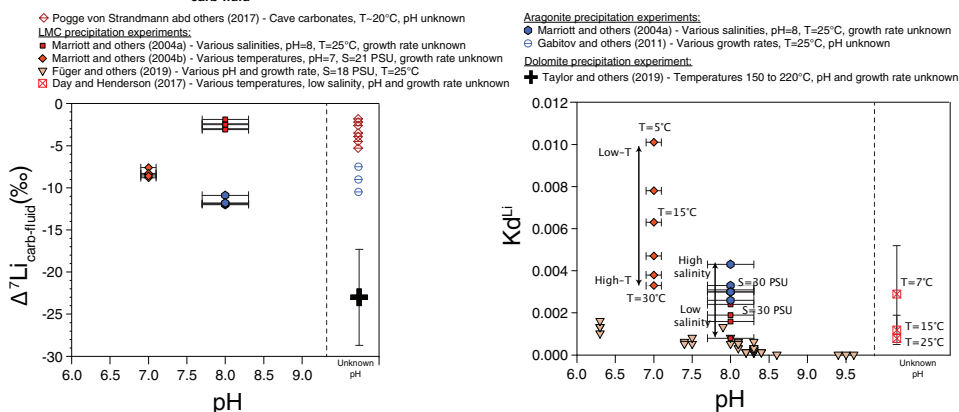 carb-fluid
Pogge von Strandmann abd others (2017) - Cave carbonates, T~20°C, pH unknown
LMC precipitation experiments:
Marriott and others (2004a) - Various salinities, pH=8, T=25°C, growth rate unknown
Marriott and others (2004b) - Various temperatures, pH=7, S=21 PSU, growth rate unknown
Füger and others (2019) - Various pH and growth rate, S=18 PSU, T=25°C
Day and Henderson (2017) - Various temperatures, low salinity, pH and growth rate unknown
Aragonite precipitation experiments:
Marriott and others (2004a) - Various salinities, pH=8, T=25°C, growth rate unknown
Gabitov and others (2011) - Various growth rates, T=25°C, pH unknown
Dolomite precipitation experiment:
Taylor and others (2019) - Temperatures 150 to 220°C, pH and growth rate unknown
0
-5
-10
-15
-20
-25
-30
Δ⁷Li carb-fluid (‰)
6.0 7.0 8.0 9.0
Unknown
pH
pH
0.012
0.010
0.008
0.006
0.004
0.002
0.000
Kd^Li
T=5°C
Low-T
T=15°C
High-T
T=30°C
High
salinity
S=30 PSU
S=30 PSU
Low
salinity
T=7°C
T=15°C
T=25°C
6.0 6.5 7.0 7.5 8.0 8.5 9.0 9.5
Unknown
pH
pH